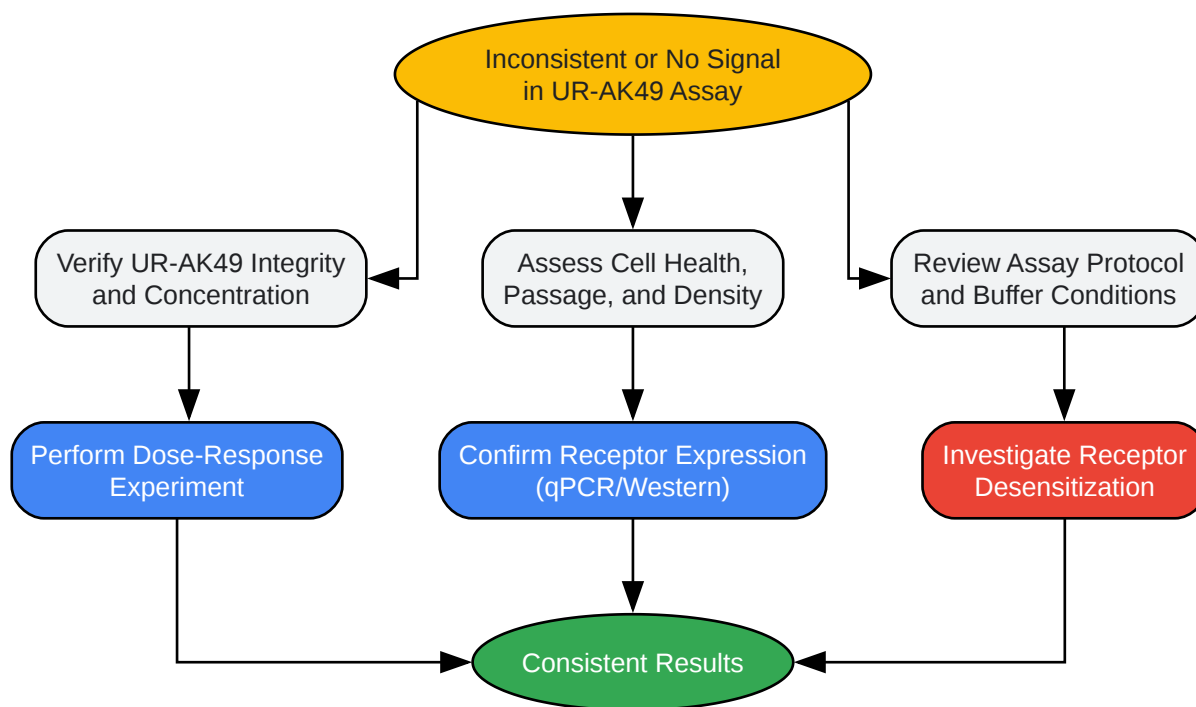 Inconsistent or No Signal
in UR-AK49 Assay
Verify UR-AK49 Integrity
and Concentration
Assess Cell Health,
Passage, and Density
Review Assay Protocol
and Buffer Conditions
Perform Dose-Response
Experiment
Confirm Receptor Expression
(qPCR/Western)
Investigate Receptor
Desensitization
Consistent Results